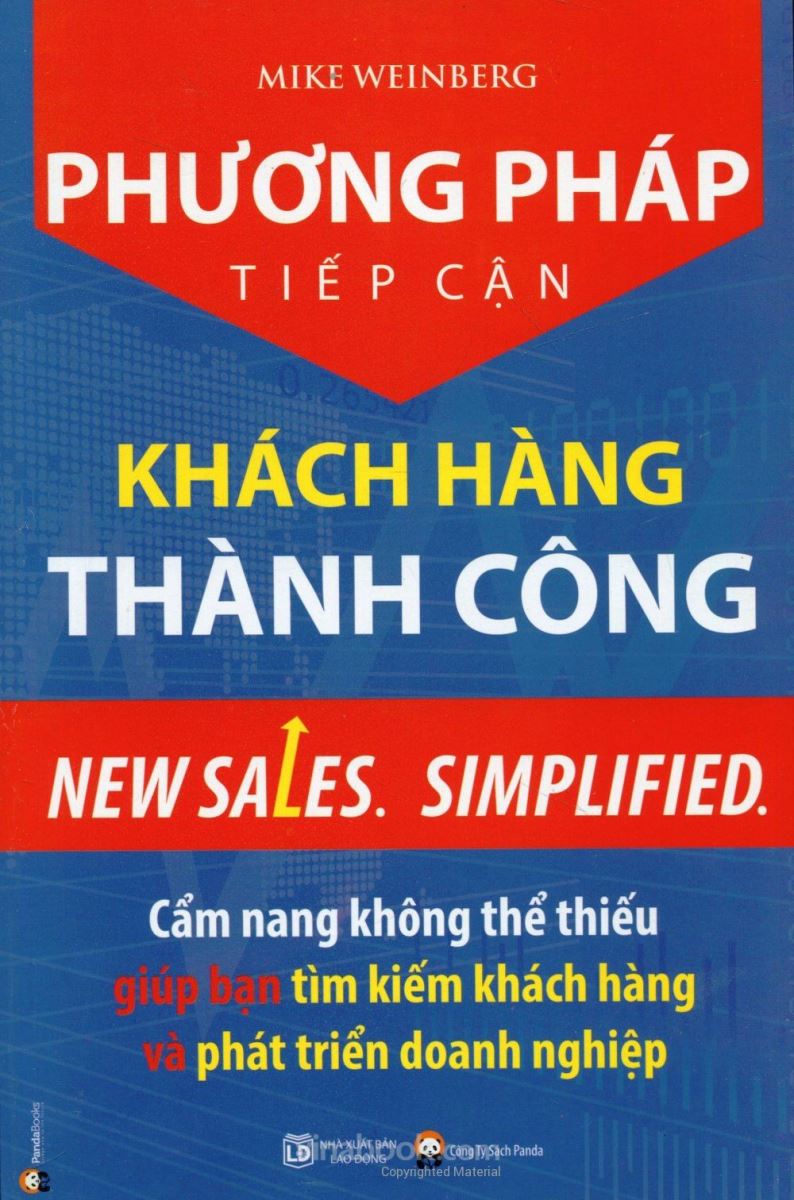 MIKE WEINBERG
PHƯƠNG PHÁP
TIẾP CẬN
KHÁCH HÀNG
THÀNH CÔNG
NEW SALES. SIMPLIFIED.
Cẩm nang không thể thiếu
giúp bạn tìm kiếm khách hàng
và phát triển doanh nghiệp
PandaBooks
LĐ NHÀ XUẤT BẢN
LAO ĐỘNG
Công Ty Sách Panda
Copyrighted Material